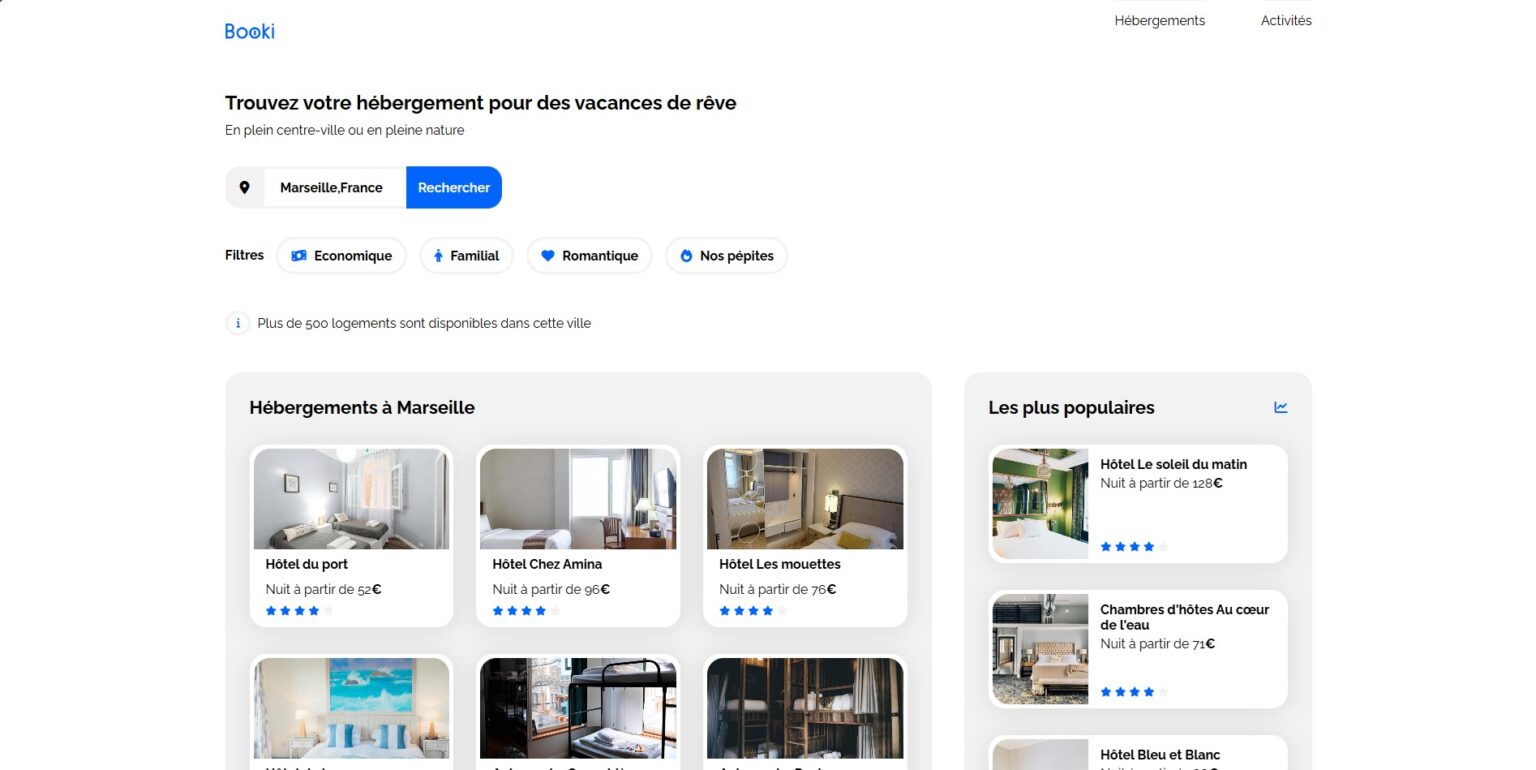 Booki
Hébergements
Activités
Trouvez votre hébergement pour des vacances de rêve
En plein centre-ville ou en pleine nature
Marseille,France
Rechercher
Filtres
Economique
Familial
Romantique
Nos pépites
Plus de 500 logements sont disponibles dans cette ville
Hébergements à Marseille
Hôtel du port
Nuit à partir de 52€
Hôtel Chez Amina
Nuit à partir de 96€
Hôtel Les mouettes
Nuit à partir de 76€
Les plus populaires
Hôtel Le soleil du matin
Nuit à partir de 128€
Chambres d'hôtes Au cœur
de l'eau
Nuit à partir de 71€
Hôtel Bleu et Blanc